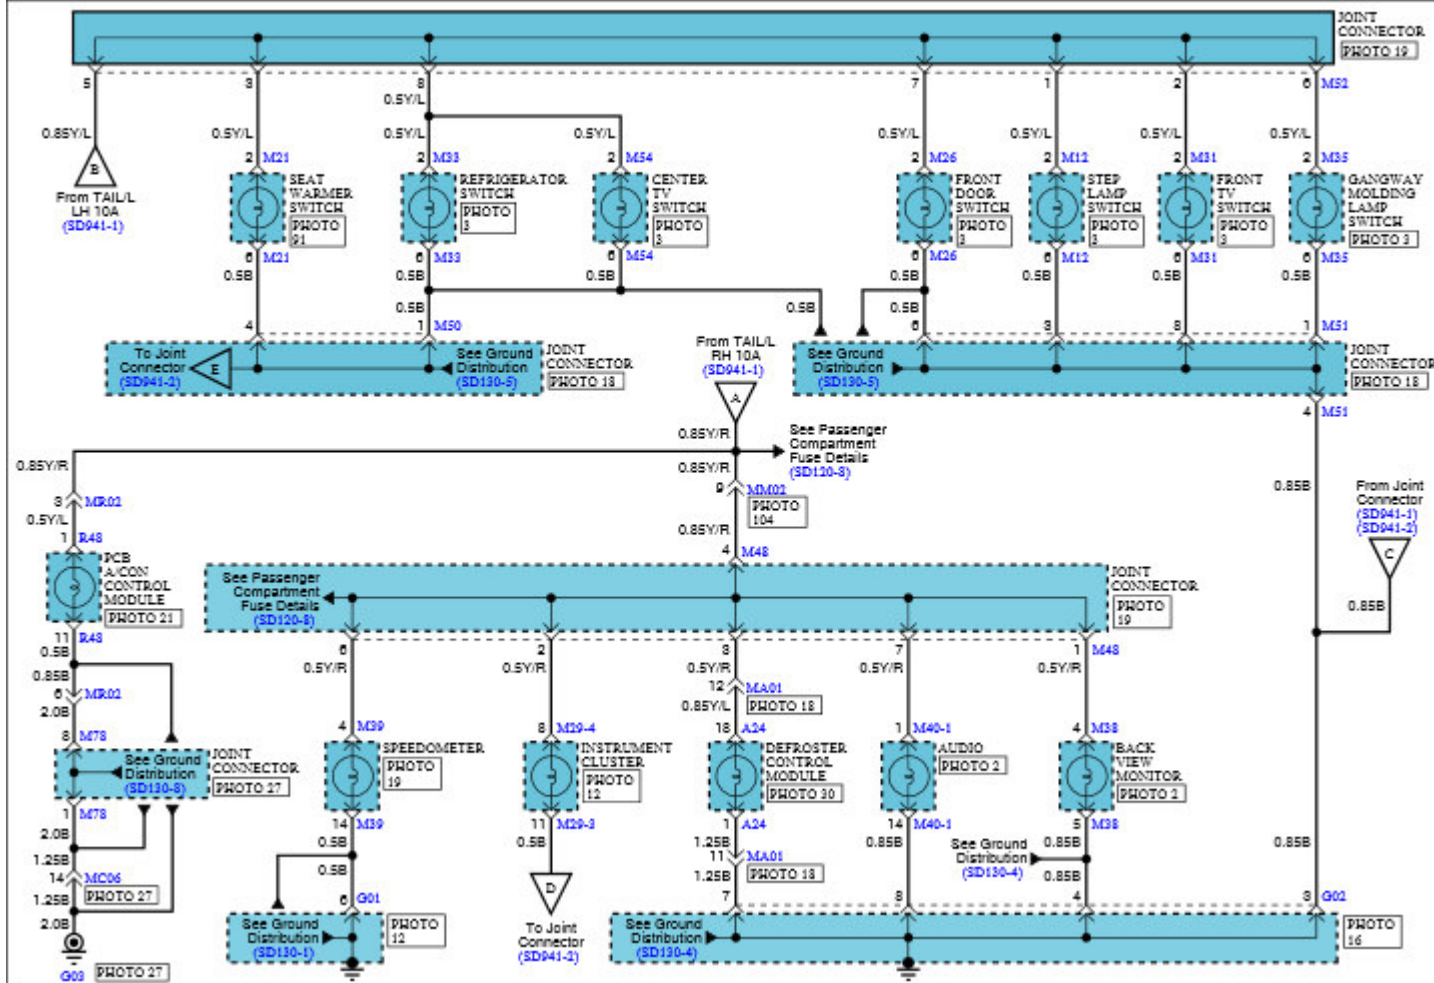 JOINT
CONNECTOR
PHOTO 19
5
3
8
7
1
2
6
M52
0.5Y/L
0.85Y/L
0.5Y/L
0.5Y/L
0.5Y/L
0.5Y/L
0.5Y/L
0.5Y/L
0.5Y/L
B
2
M21
2
M33
2
M54
2
M26
2
M12
2
M31
2
M35
From TAIL/L
LH 10A
(SD941-1)
SEAT
WARMER
SWITCH
PHOTO
91
REFRIGERATOR
SWITCH
PHOTO
3
CENTER
TV
SWITCH
PHOTO
3
FRONT
DOOR
SWITCH
PHOTO
3
STEP
LAMP
SWITCH
PHOTO
3
FRONT
TV
SWITCH
PHOTO
3
GANGWAY
MOLDING
LAMP
SWITCH
PHOTO 3
6
M21
6
M33
6
M54
6
M26
6
M12
6
M31
6
M35
0.5B
0.5B
0.5B
0.5B
0.5B
0.5B
0.5B
0.5B
0.5B
0.5B
4
1
M50
6
3
8
1
M51
To Joint
Connector
(SD941-2)
E
See Ground
Distribution
(SD130-5)
JOINT
CONNECTOR
PHOTO 18
From TAIL/L
RH 10A
(SD941-1)
A
See Ground
Distribution
(SD130-5)
JOINT
CONNECTOR
PHOTO 18
4
M51
0.85Y/R
See Passenger
Compartment
Fuse Details
(SD120-8)
0.85Y/R
0.85Y/R
3
MR02
0.5Y/L
1
R48
9
MM02
PHOTO
104
0.85Y/R
4
M48
0.85B
From Joint
Connector
(SD941-1)
(SD941-2)
C
0.85B
PCB
A/CON
CONTROL
MODULE
PHOTO 21
See Passenger
Compartment
Fuse Details
(SD120-8)
JOINT
CONNECTOR
PHOTO
19
11
R48
0.5B
0.85B
6
MR02
2.0B
8
M78
6
2
3
7
1
M48
0.5Y/R
0.5Y/R
0.5Y/R
0.5Y/R
0.5Y/R
12
MA01
PHOTO 18
0.85Y/L
4
M39
8
M29-4
18
A24
1
M40-1
4
M38
See Ground
Distribution
(SD130-8)
JOINT
CONNECTOR
PHOTO 27
SPEEDOMETER
PHOTO
19
INSTRUMENT
CLUSTER
PHOTO
12
DEFROSTER
CONTROL
MODULE
PHOTO 30
AUDIO
PHOTO 2
BACK
VIEW
MONITOR
PHOTO 2
1
M78
2.0B
1.25B
14
MC06
PHOTO 27
1.25B
2.0B
G03
PHOTO 27
14
M39
0.5B
0.5B
6
G01
11
M29-3
0.5B
D
1
A24
1.25B
11
MA01
PHOTO 18
1.25B
7
14
M40-1
0.85B
8
5
M38
0.85B
See Ground
Distribution
(SD130-4)
0.85B
4
0.85B
3
G02
See Ground
Distribution
(SD130-1)
PHOTO
12
To Joint
Connector
(SD941-2)
See Ground
Distribution
(SD130-4)
PHOTO
16